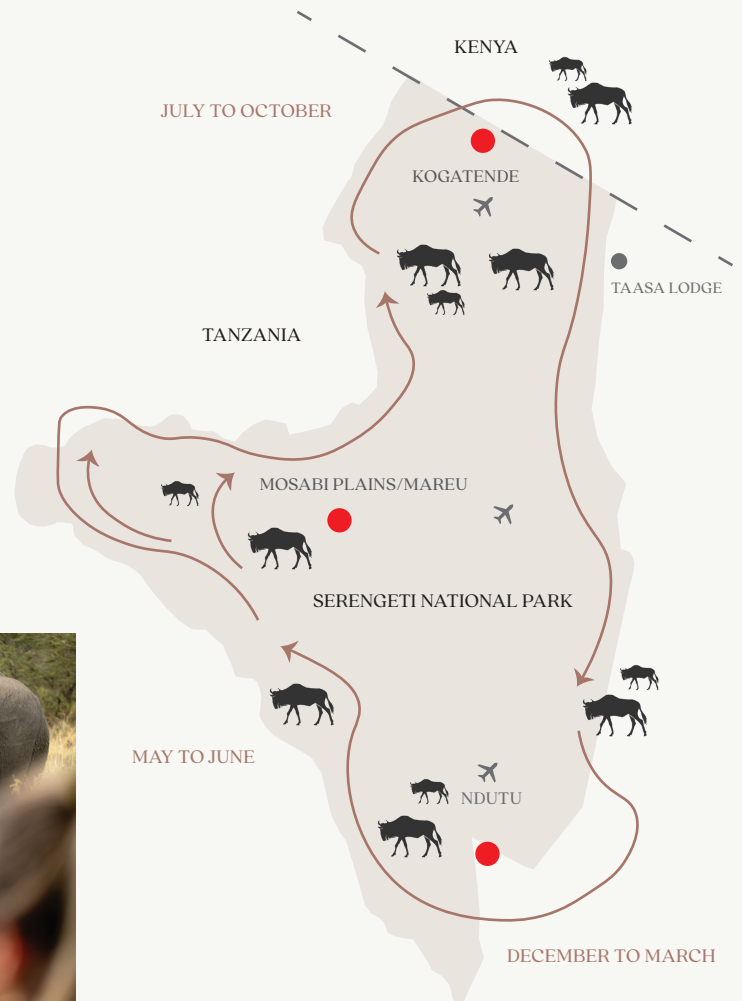 KENYA
JULY TO OCTOBER
KOGATENDE
TAASA LODGE
TANZANIA
MOSABI PLAINS/MAREU
SERENGETI NATIONAL PARK
MAY TO JUNE
NDUTU
DECEMBER TO MARCH